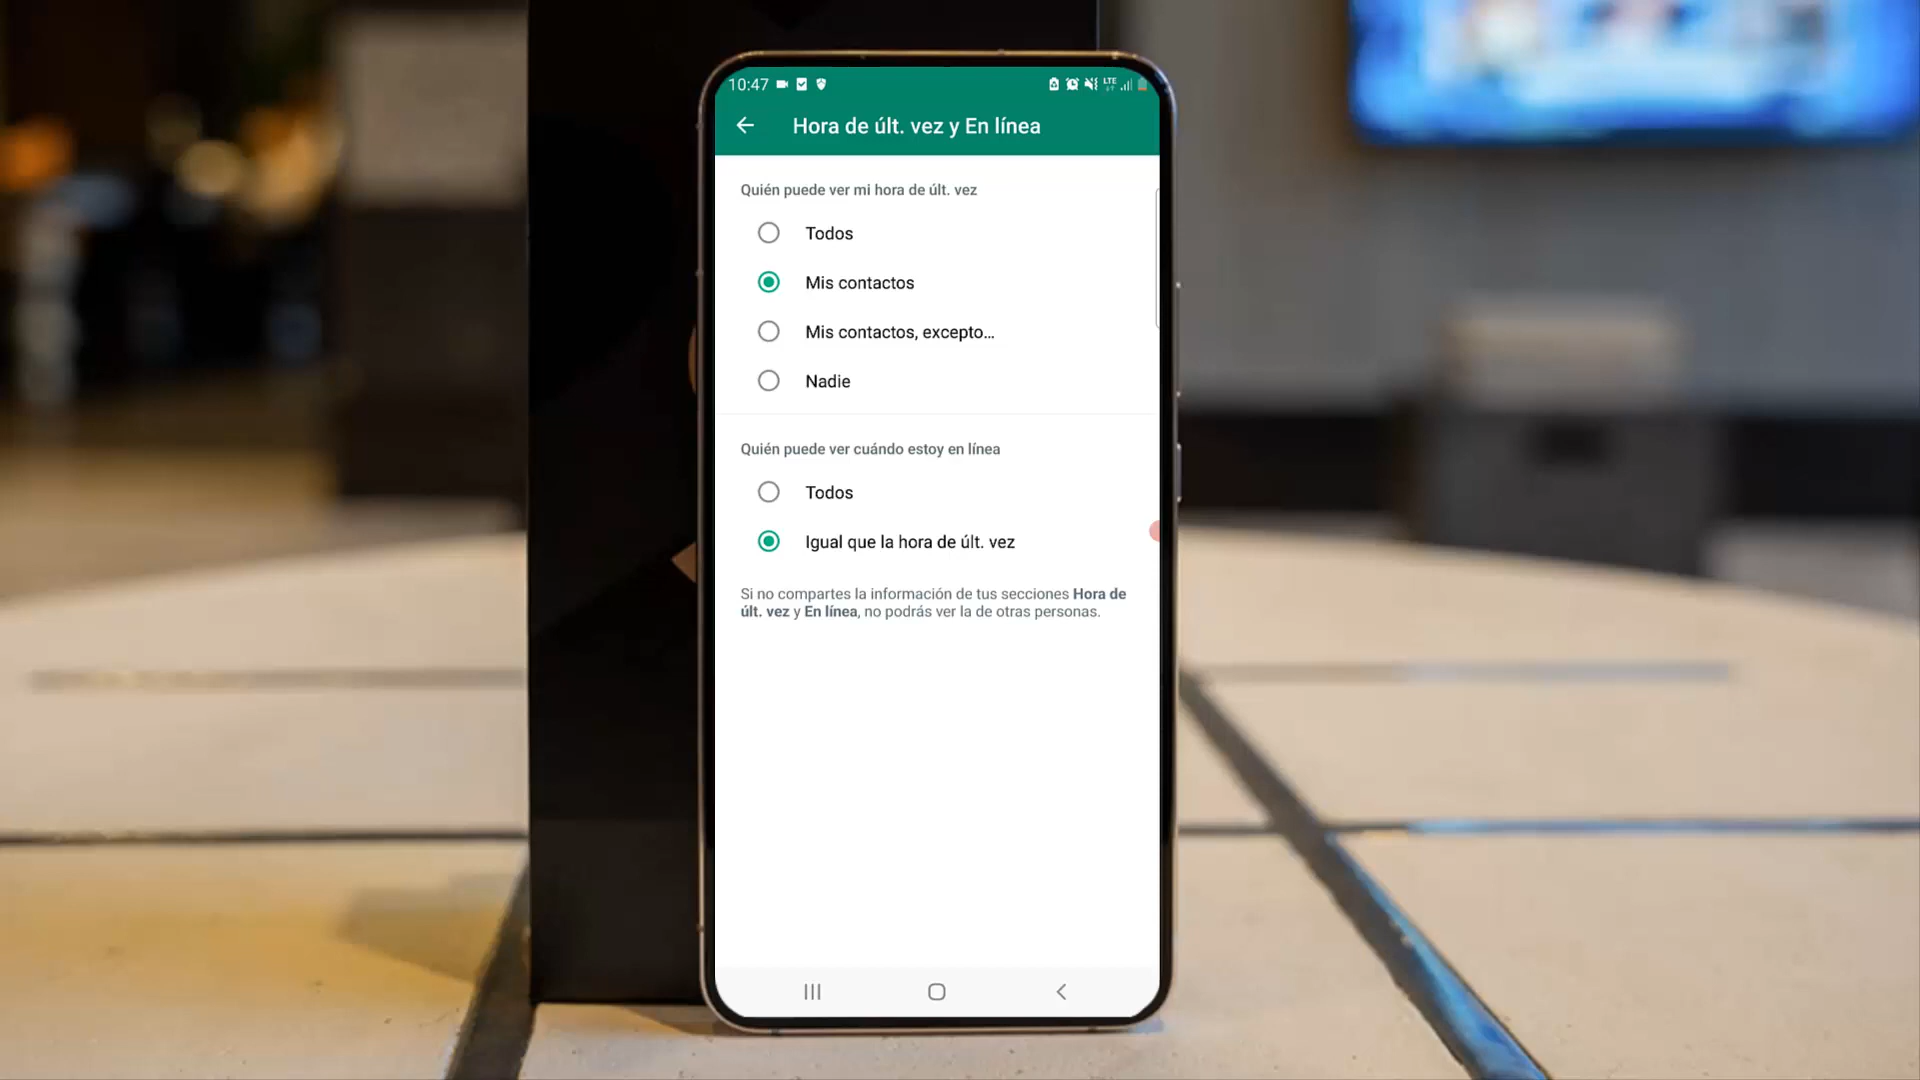 10:47
LTE
Hora de últ. vez y En línea
Quién puede ver mi hora de últ. vez
Todos
Mis contactos
Mis contactos, excepto...
Nadie
Quién puede ver cuándo estoy en línea
Todos
Igual que la hora de últ. vez
Si no compartes la información de tus secciones Hora de
últ. vez y En línea, no podrás ver la de otras personas.